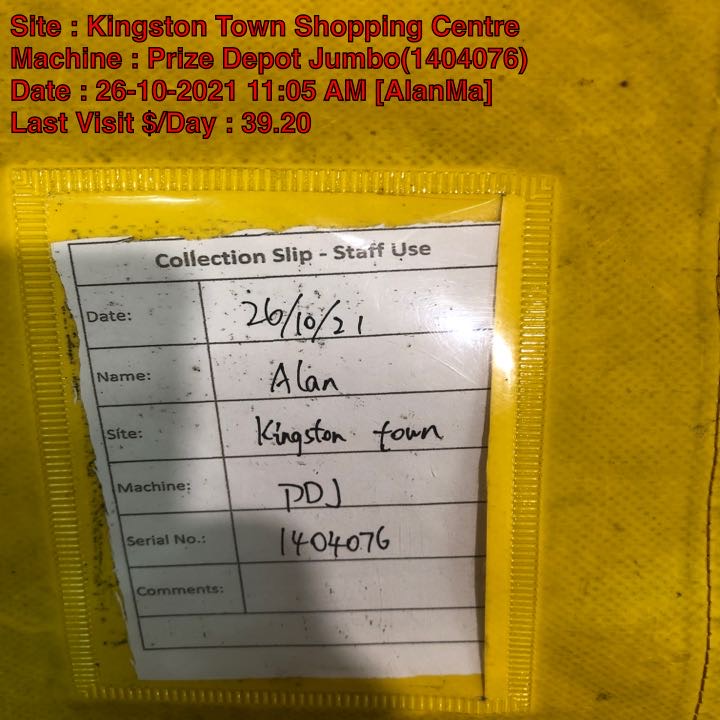 Site : Kingston Town Shopping Centre
Machine : Prize Depot Jumbo(1404076)
Date : 26-10-2021 11:05 AM [AlanMa]
Last Visit $/Day : 39.20
Collection Slip - Staff Use
Date: 26/10/21
Name: Alan
Site: Kingston town
Machine: PDJ
Serial No.: 1404076
Comments: